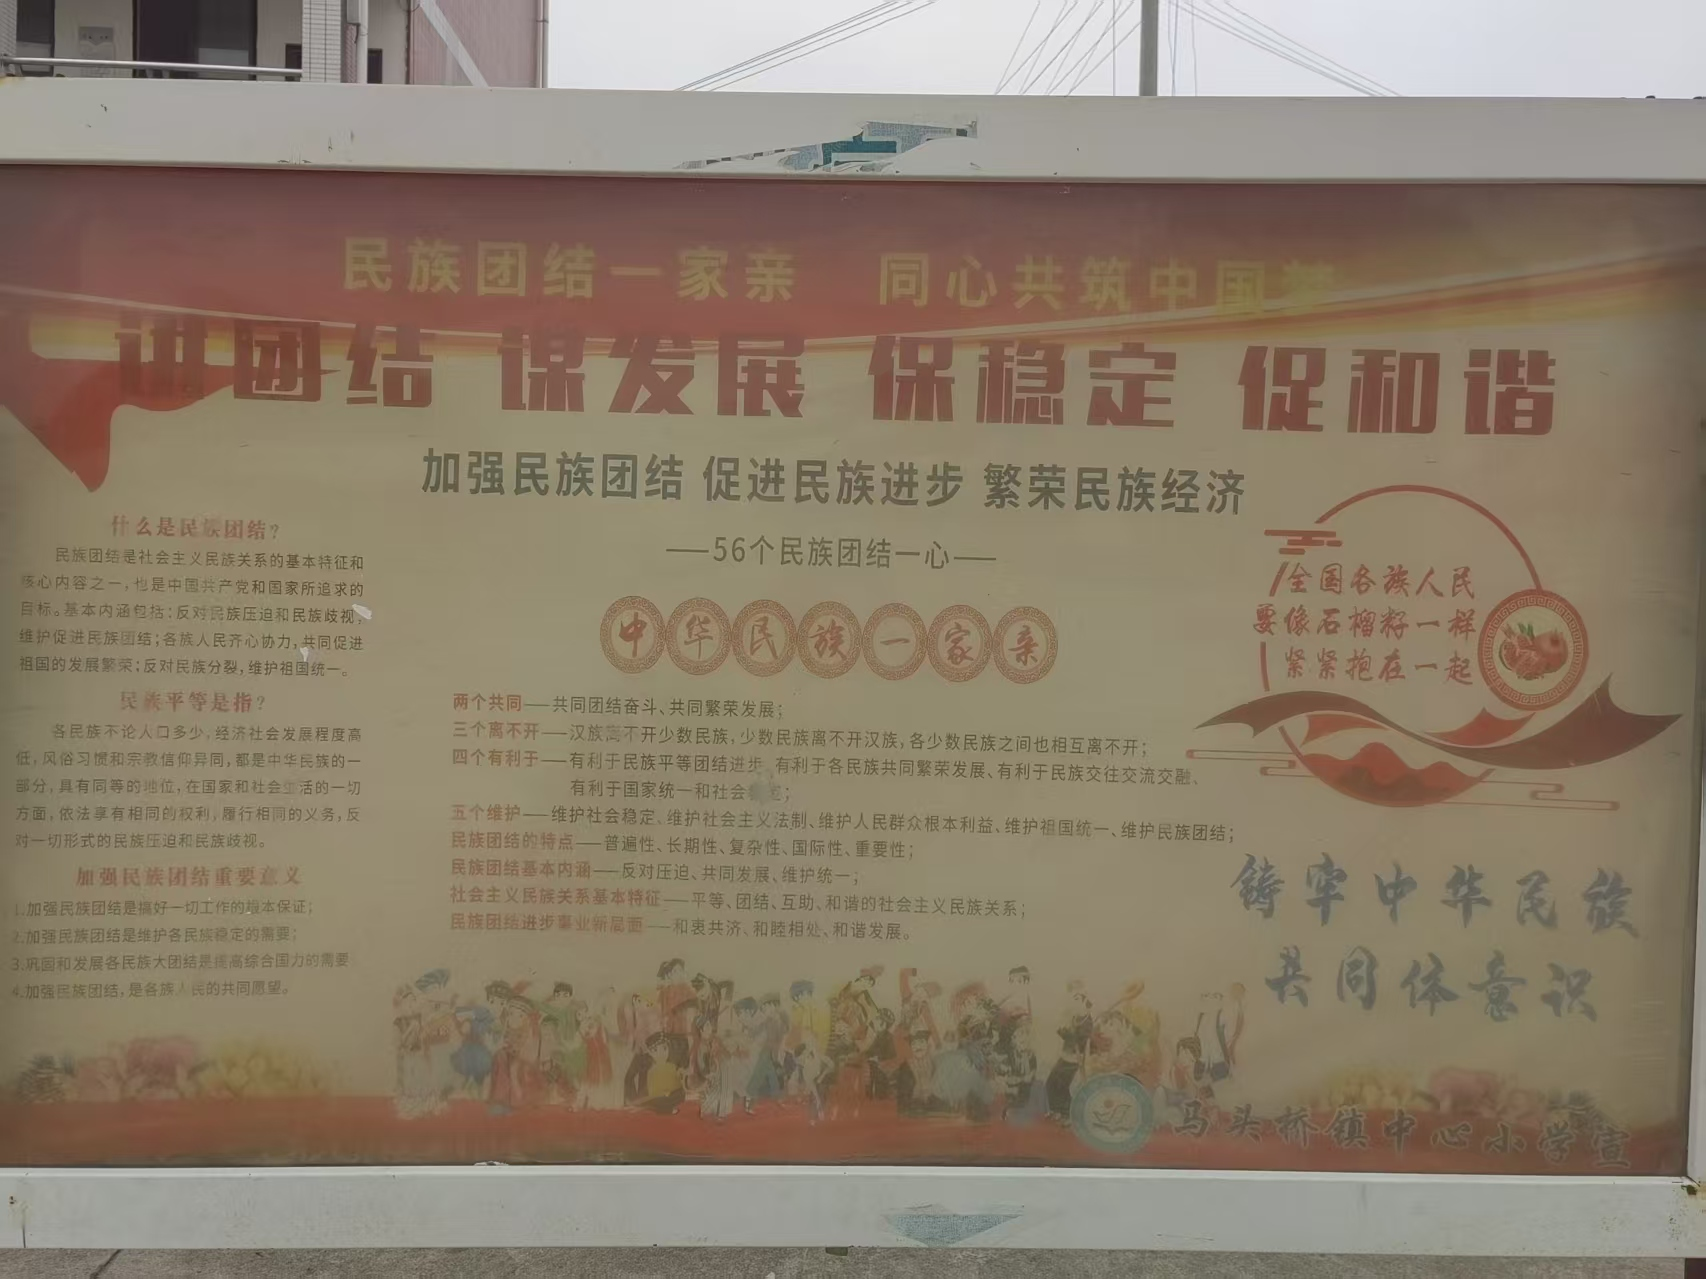 民族团结一家亲 同心共筑中国梦
讲团结 谋发展 保稳定 促和谐
加强民族团结 促进民族进步 繁荣民族经济
——56个民族团结一心——
中华民族一家亲
什么是民族团结?
民族团结是社会主义民族关系的基本特征和
核心内容之一,也是中国共产党和国家所追求的
目标。基本内涵包括:反对民族压迫和民族歧视,
维护促进民族团结;各族人民齐心协力,共同促进
祖国的发展繁荣;反对民族分裂,维护祖国统一。
民族平等是指?
各民族不论人口多少,经济社会发展程度高
低,风俗习惯和宗教信仰异同,都是中华民族的一
部分,具有同等的地位,在国家和社会生活的一切
方面,依法享有相同的权利,履行相同的义务,反
对一切形式的民族压迫和民族歧视。
加强民族团结重要意义
1.加强民族团结是搞好一切工作的根本保证;
2.加强民族团结是维护各民族稳定的需要;
3.巩固和发展各民族大团结是提高综合国力的需要
4.加强民族团结,是各族人民的共同愿望。
两个共同——共同团结奋斗、共同繁荣发展;
三个离不开——汉族离不开少数民族,少数民族离不开汉族,各少数民族之间也相互离不开;
四个有利于——有利于民族平等团结进步、有利于各民族共同繁荣发展、有利于民族交往交流交融、
有利于国家统一和社会稳定;
五个维护——维护社会稳定、维护社会主义法制、维护人民群众根本利益、维护祖国统一、维护民族团结;
民族团结的特点——普遍性、长期性、复杂性、国际性、重要性;
民族团结基本内涵——反对压迫、共同发展、维护统一;
社会主义民族关系基本特征——平等、团结、互助、和谐的社会主义民族关系;
民族团结进步事业新局面——和衷共济、和睦相处、和谐发展。
全国各族人民
要像石榴籽一样
紧紧抱在一起
铸牢中华民族
共同体意识
马头桥镇中心小学宣